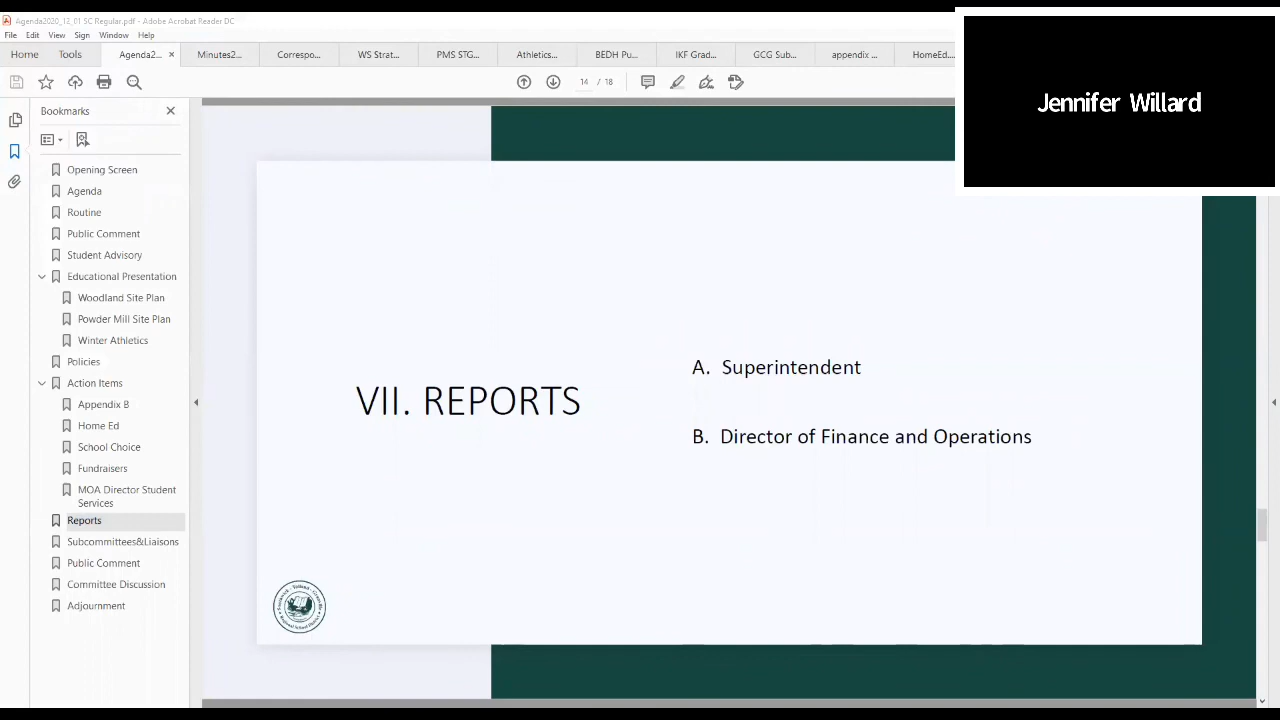 Agenda2020_12_01 SC Regular.pdf - Adobe Acrobat Reader DC
File Edit View Sign Window Help
Home Tools Agenda2... × Minutes2... Correspo... WS Strat... PMS STG... Athletics... BEDH Pu... IKF Grad... GCG Sub... appendix ... HomeEd...
14 / 18
Jennifer Willard
Bookmarks
Opening Screen
Agenda
Routine
Public Comment
Student Advisory
Educational Presentation
Woodland Site Plan
Powder Mill Site Plan
Winter Athletics
Policies
Action Items
Appendix B
Home Ed
School Choice
Fundraisers
MOA Director Student
Services
Reports
Subcommittees&Liaisons
Public Comment
Committee Discussion
Adjournment
VII. REPORTS
A. Superintendent
B. Director of Finance and Operations